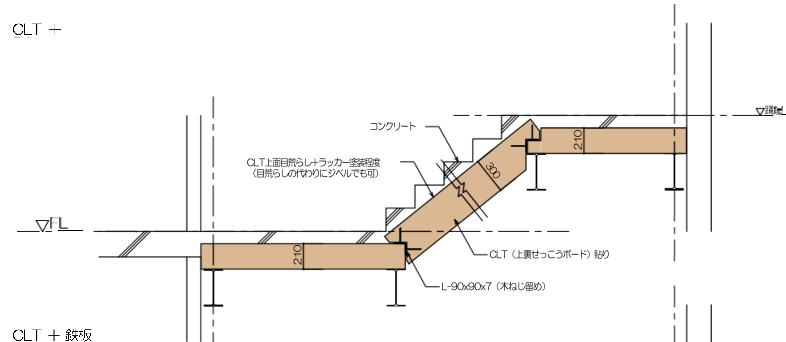 CLT +
踊場
コンクリート
CLT上面目荒らし+ラッカー塗装程度
（目荒らしの代わりにジベルでも可）
210
300
FL
CLT（上裏せっこうボード）貼り
210
L-90x90x7（木ねじ留め）
CLT + 鉄板